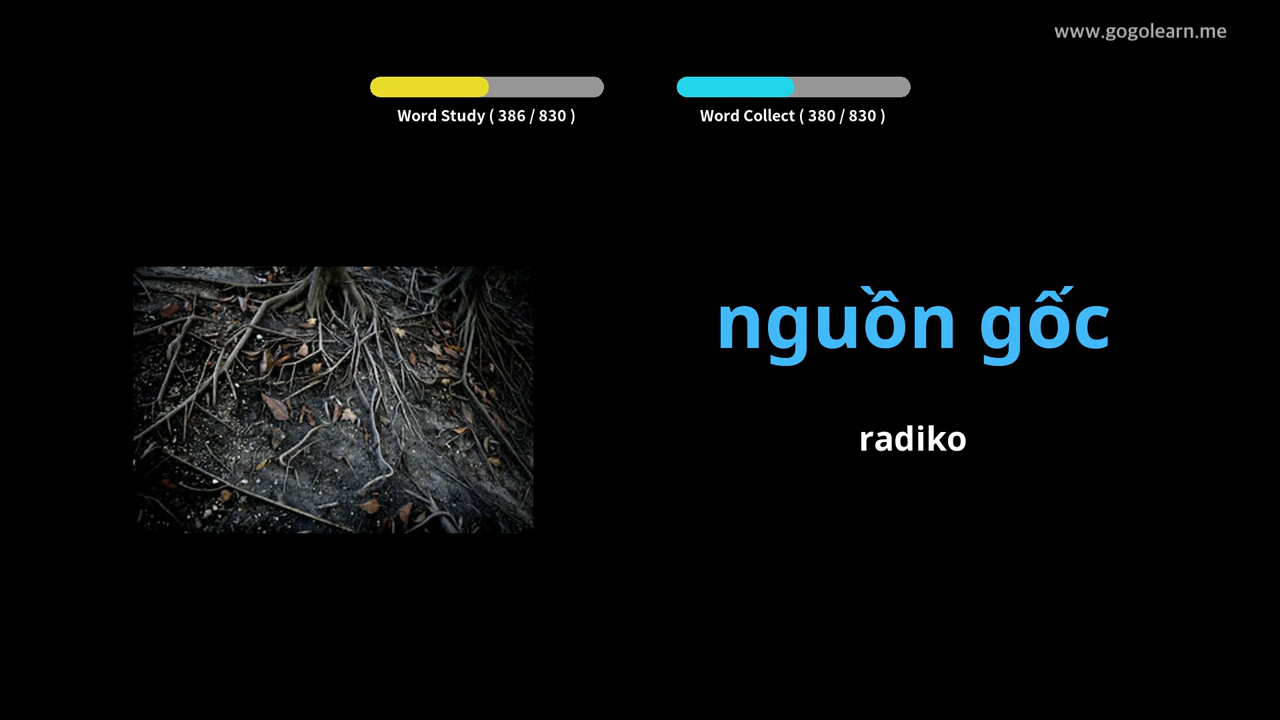 www.gogolearn.me
Word Study ( 386 / 830 )
Word Collect ( 380 / 830 )
nguồn gốc
radiko